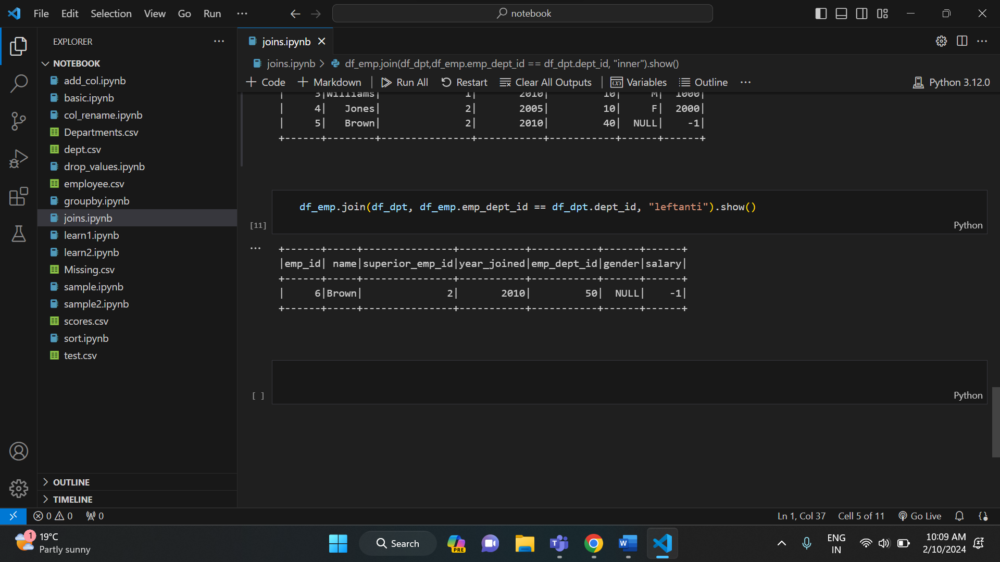 File Edit Selection View Go Run ···
notebook
EXPLORER ···
joins.ipynb
NOTEBOOK
add_col.ipynb
basic.ipynb
col_rename.ipynb
Departments.csv
dept.csv
drop_values.ipynb
employee.csv
groupby.ipynb
joins.ipynb
learn1.ipynb
learn2.ipynb
Missing.csv
sample.ipynb
sample2.ipynb
scores.csv
sort.ipynb
test.csv
OUTLINE
TIMELINE
joins.ipynb > df_emp.join(df_dpt,df_emp.emp_dept_id == df_dpt.dept_id, "inner").show()
+ Code + Markdown | Run All Restart Clear All Outputs | Variables Outline ··· Python 3.12.0
|     3|Williams|              1|       2010|         10|     M|  1000|
|     4|   Jones|              2|       2005|         10|     F|  2000|
|     5|   Brown|              2|       2010|         40|  NULL|    -1|
+------+--------+---------------+-----------+-----------+------+------+
df_emp.join(df_dpt, df_emp.emp_dept_id == df_dpt.dept_id, "leftanti").show()
[11] Python
+------+-----+---------------+-----------+-----------+------+------+
|emp_id| name|superior_emp_id|year_joined|emp_dept_id|gender|salary|
+------+-----+---------------+-----------+-----------+------+------+
|     6|Brown|              2|       2010|         50|  NULL|    -1|
+------+-----+---------------+-----------+-----------+------+------+
[ ] Python
0 0 0 Ln 1, Col 37 Cell 5 of 11 Go Live
1 19°C
Partly sunny
Search
PRE
ENG
IN
10:09 AM
2/10/2024